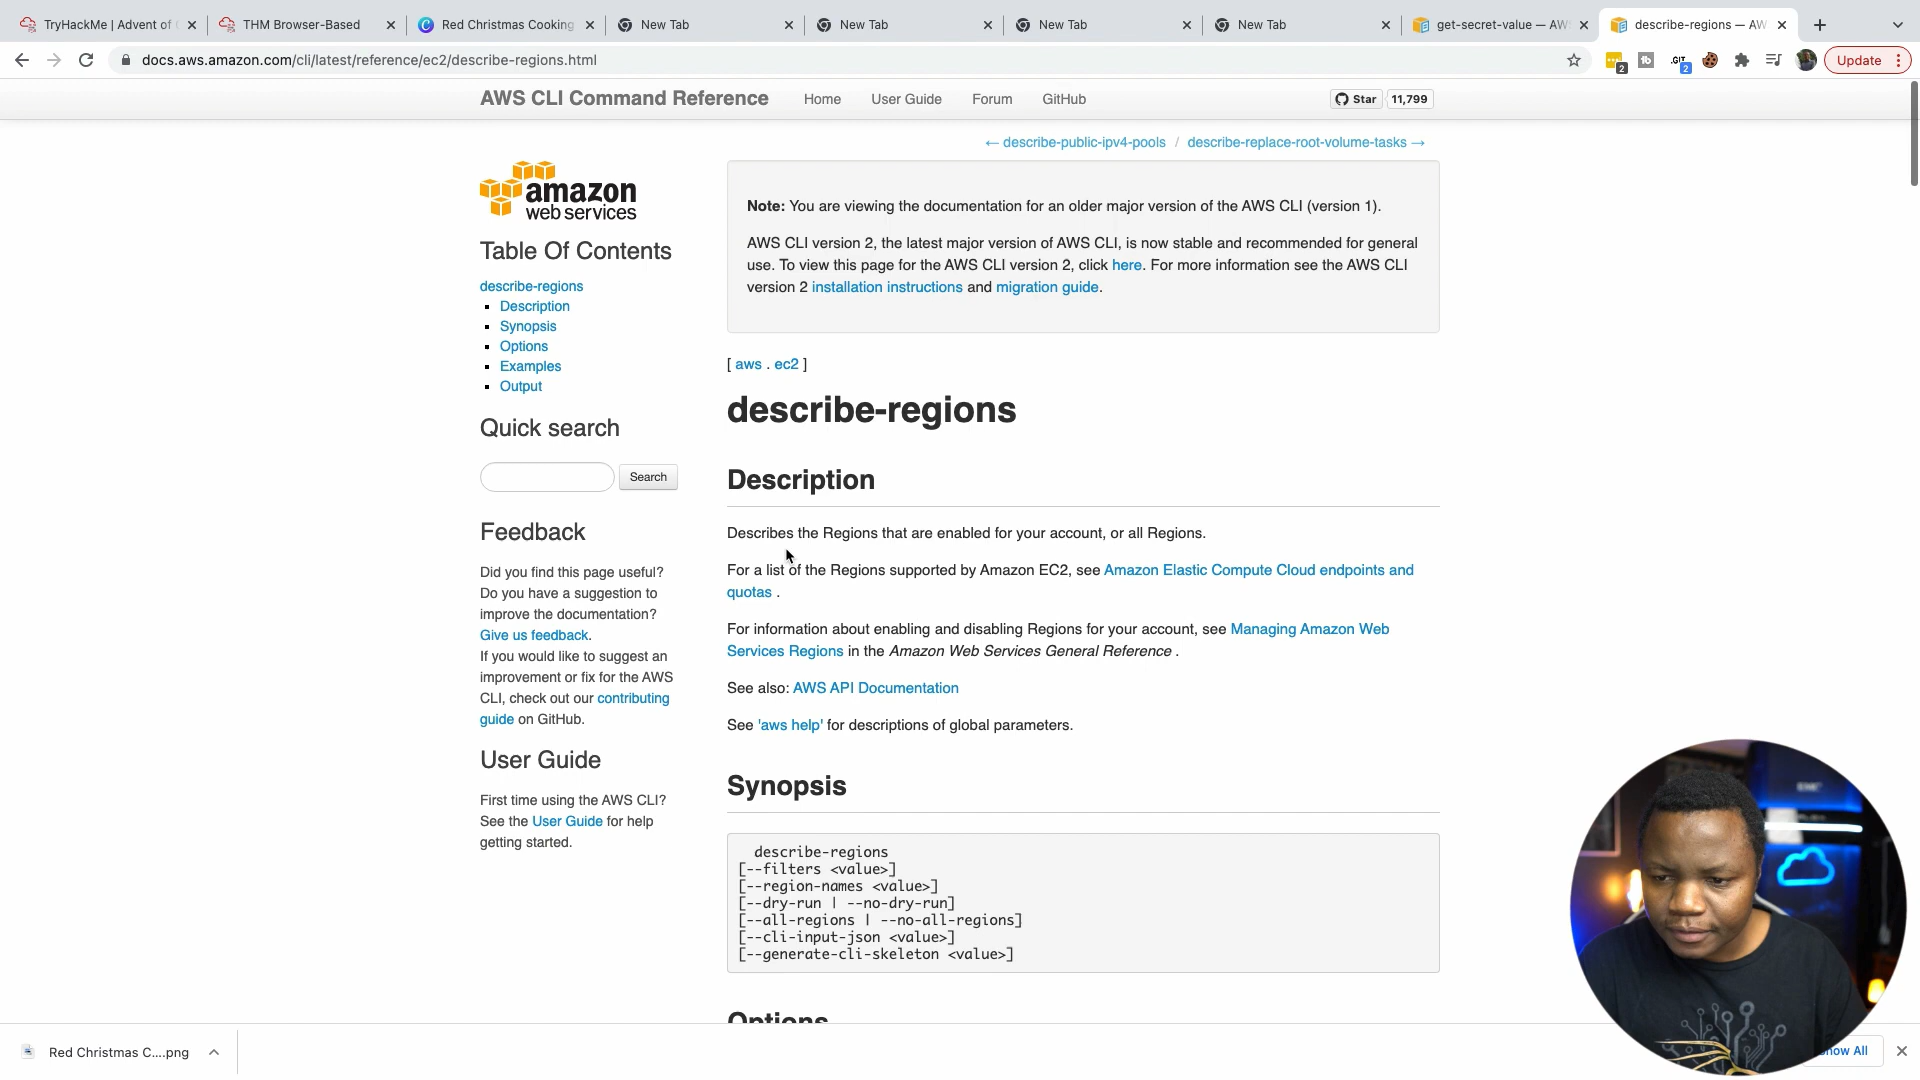 TryHackMe | Advent of
THM Browser-Based
Red Christmas Cooking
New Tab
New Tab
New Tab
New Tab
get-secret-value — AW
describe-regions — AW
docs.aws.amazon.com/cli/latest/reference/ec2/describe-regions.html
2
.GIT
2
Update
AWS CLI Command Reference
Home
User Guide
Forum
GitHub
Star
11,799
← describe-public-ipv4-pools / describe-replace-root-volume-tasks →
amazon
web services
Table Of Contents
describe-regions
Description
Synopsis
Options
Examples
Output
Quick search
Search
Feedback
Did you find this page useful?
Do you have a suggestion to
improve the documentation?
Give us feedback.
If you would like to suggest an
improvement or fix for the AWS
CLI, check out our contributing
guide on GitHub.
User Guide
First time using the AWS CLI?
See the User Guide for help
getting started.
Note: You are viewing the documentation for an older major version of the AWS CLI (version 1).
AWS CLI version 2, the latest major version of AWS CLI, is now stable and recommended for general
use. To view this page for the AWS CLI version 2, click here. For more information see the AWS CLI
version 2 installation instructions and migration guide.
[ aws . ec2 ]
describe-regions
Description
Describes the Regions that are enabled for your account, or all Regions.
For a list of the Regions supported by Amazon EC2, see Amazon Elastic Compute Cloud endpoints and
quotas .
For information about enabling and disabling Regions for your account, see Managing Amazon Web
Services Regions in the Amazon Web Services General Reference .
See also: AWS API Documentation
See 'aws help' for descriptions of global parameters.
Synopsis
describe-regions
[--filters <value>]
[--region-names <value>]
[--dry-run | --no-dry-run]
[--all-regions | --no-all-regions]
[--cli-input-json <value>]
[--generate-cli-skeleton <value>]
Options
Red Christmas C....png
Show All